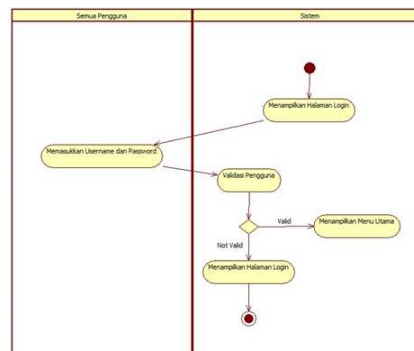 Semua Pengguna
Sistem
Menampilkan Halaman Login
Memasukkan Username dan Password
Validasi Pengguna
Valid
Menampilkan Menu Utama
Not Valid
Menampilkan Halaman Login